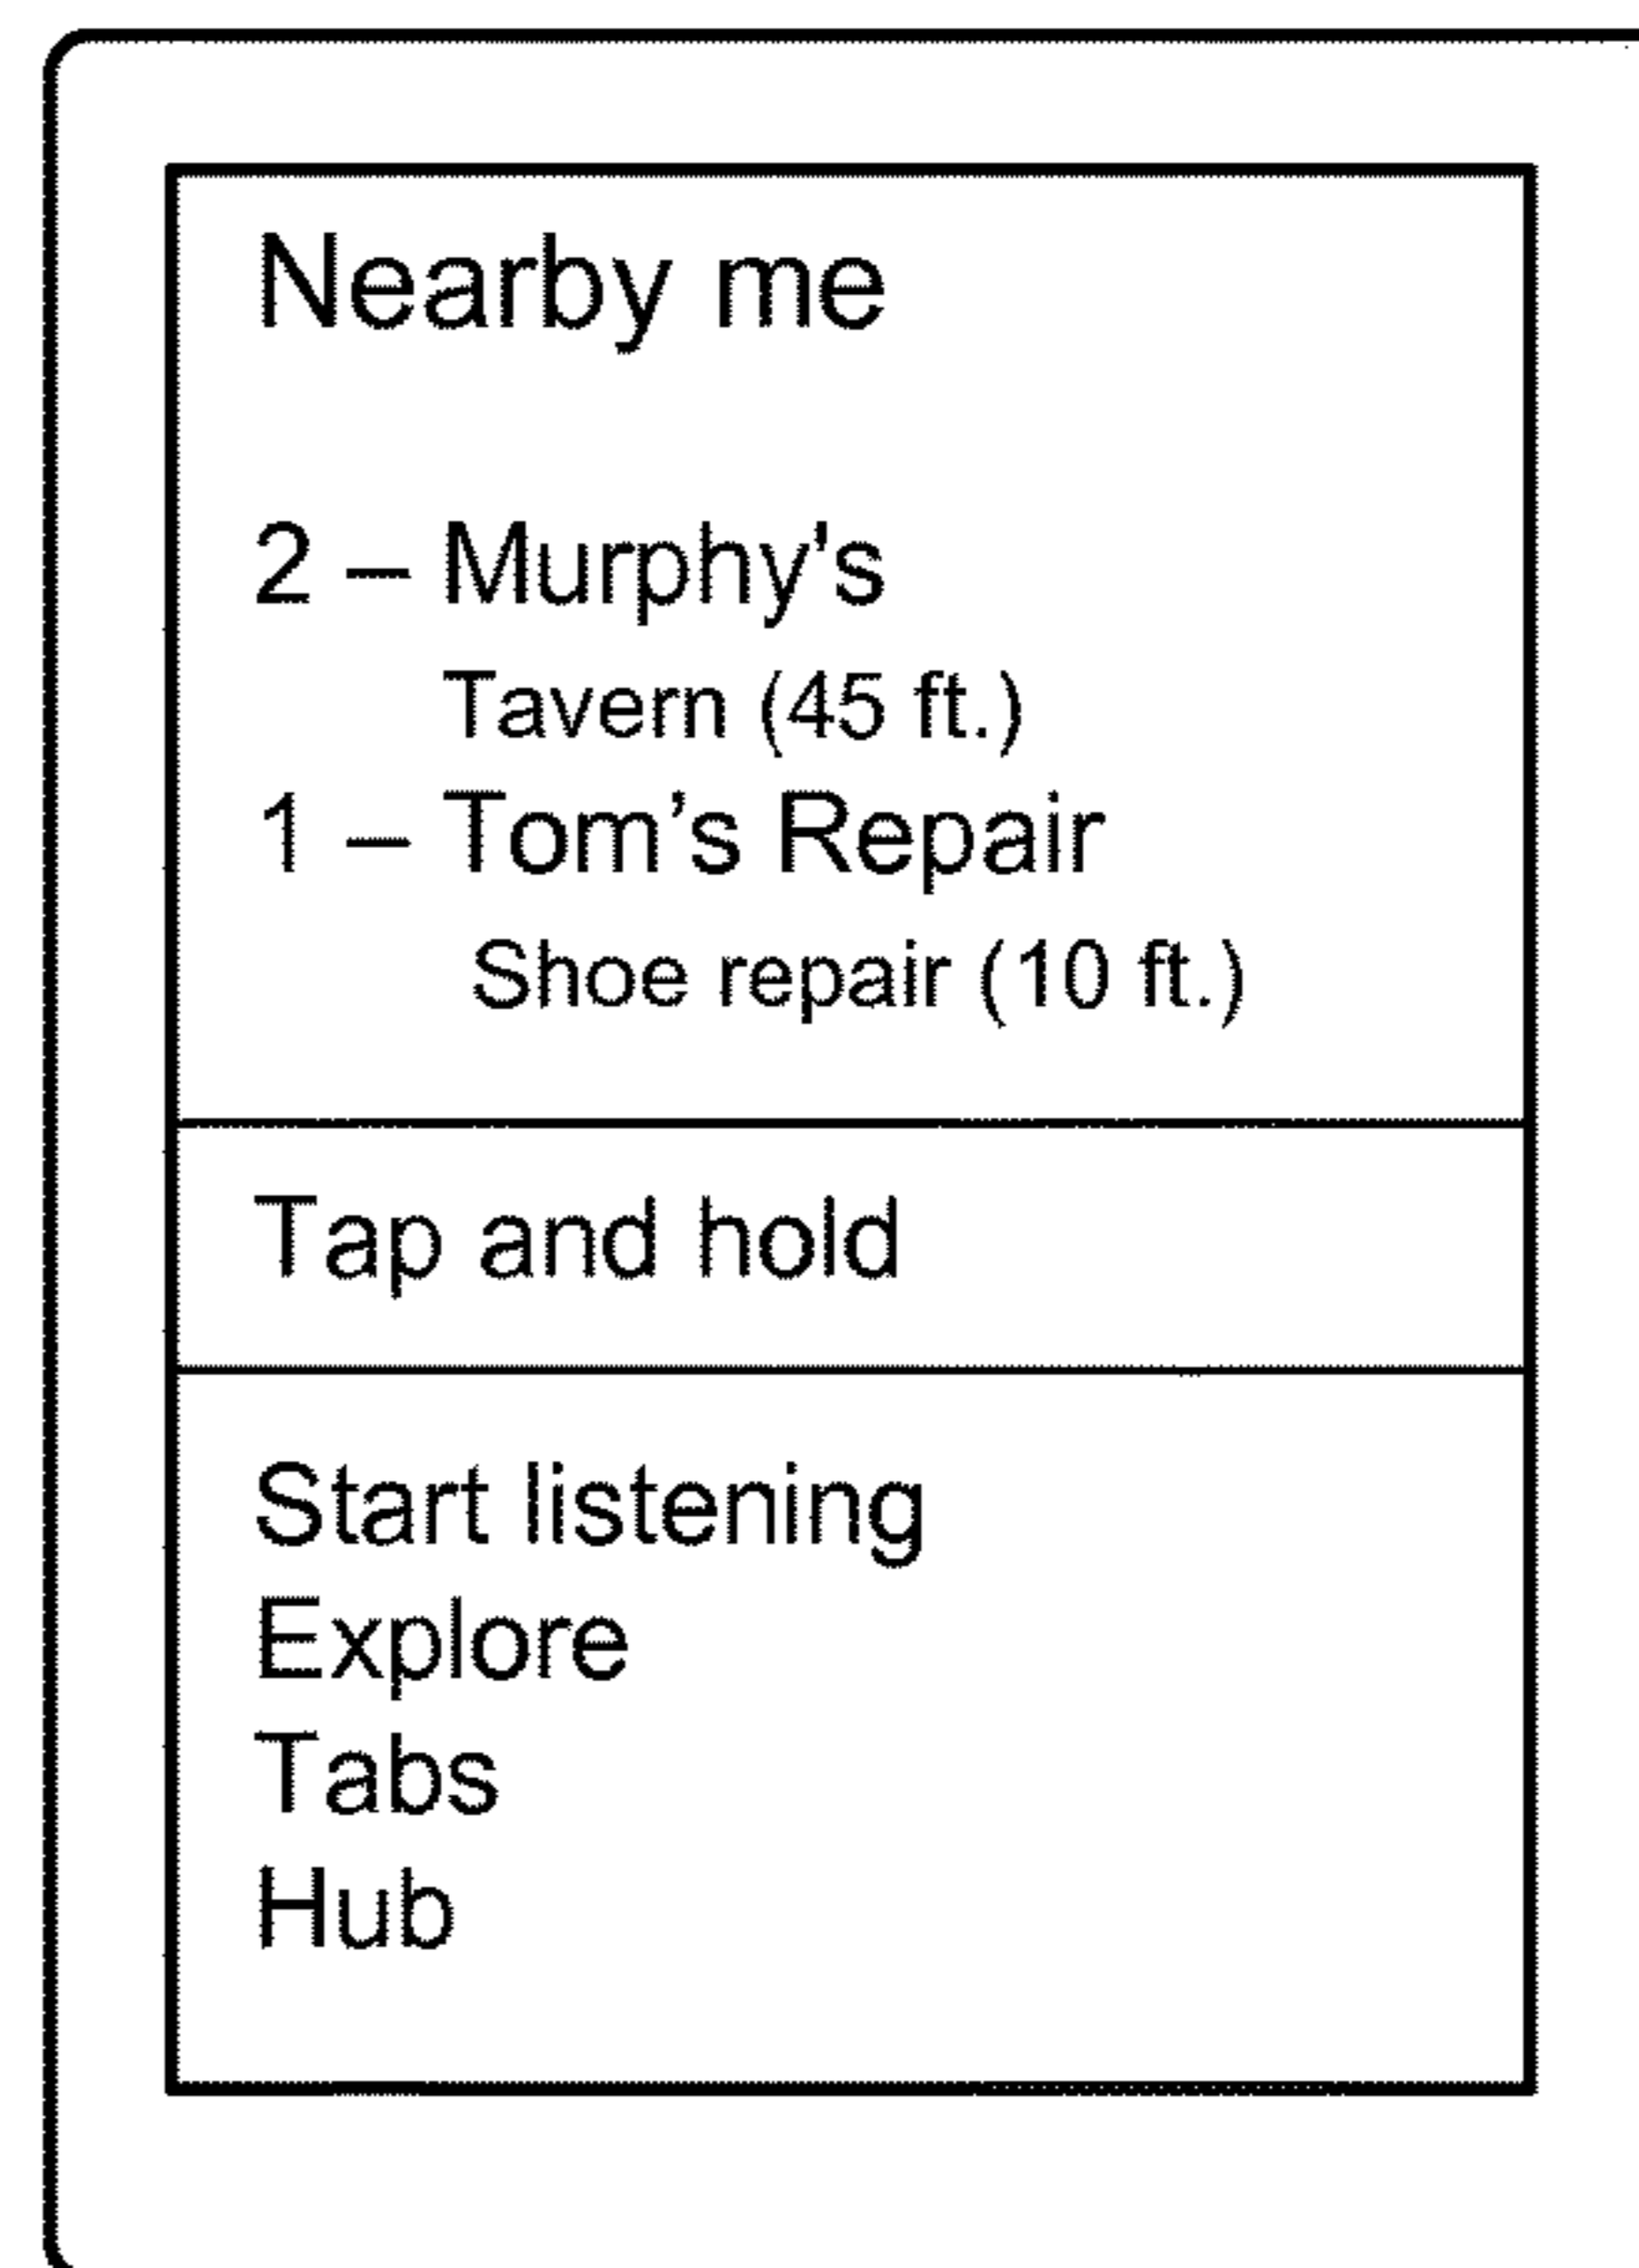 Nearby me
2 – Murphy's
Tavern (45 ft.)
1 – Tom's Repair
Shoe repair (10 ft.)
Tap and hold
Start listening
Explore
Tabs
Hub